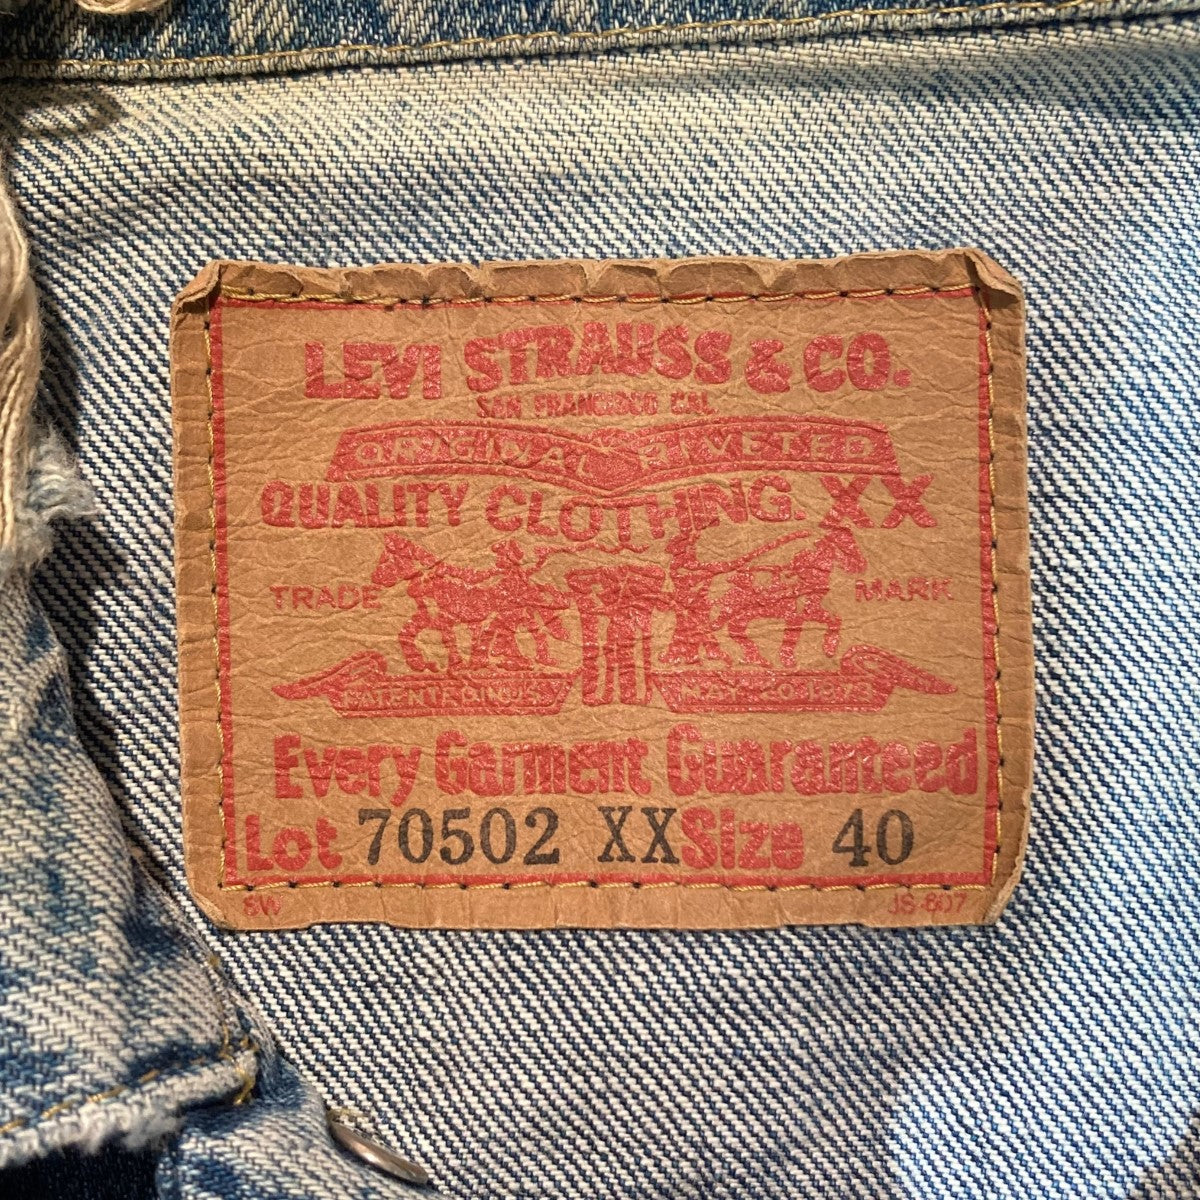 LEVI STRAUSS & CO.
SAN FRANCISCO CAL.
ORIGINAL RIVETED
QUALITY CLOTHING. XX
TRADE MARK
PATENTED IN U.S. MAY 20 1873
Every Garment Guaranteed
Lot 70502 XX Size 40
SW JS-607